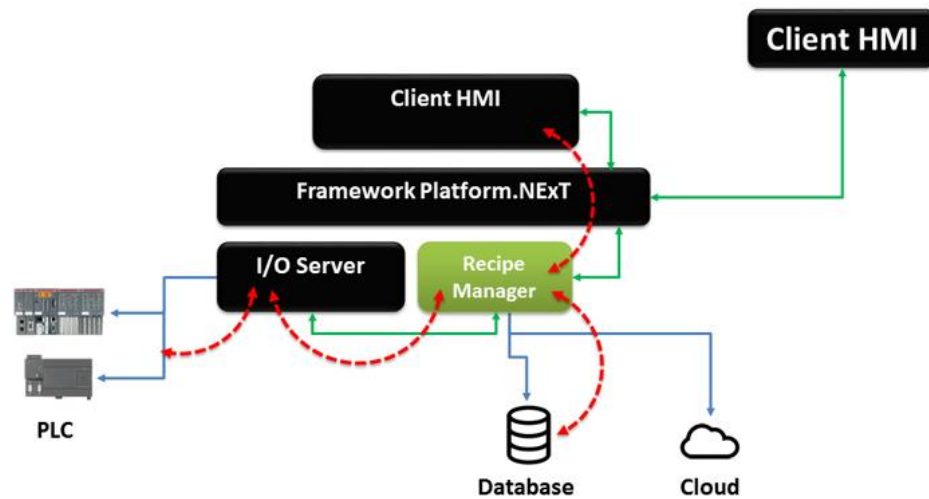 Client HMI
Client HMI
Framework Platform.NExT
I/O Server
Recipe
Manager
PLC
Database
Cloud